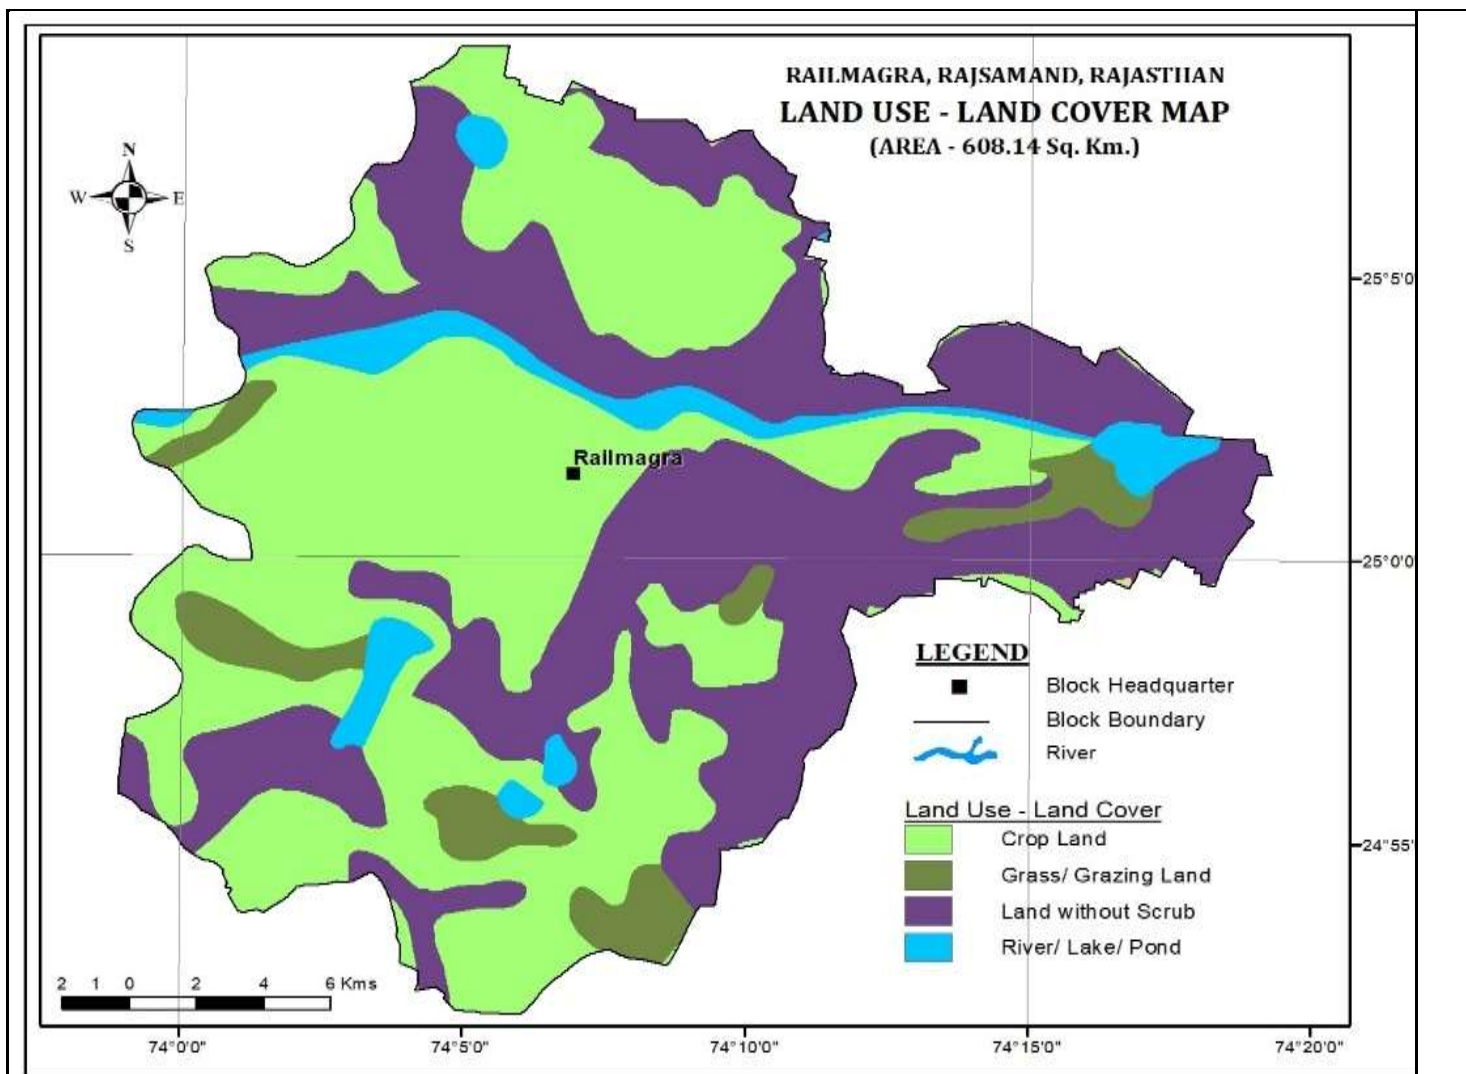 RAILMAGRA, RAJSAMAND, RAJASTHAN
LAND USE - LAND COVER MAP
(AREA - 608.14 Sq. Km.)
N
W E
S
25°5'0
Railmagra
25°0'0
LEGEND
Block Headquarter
Block Boundary
River
Land Use - Land Cover
Crop Land
24°55'
Grass/ Grazing Land
Land without Scrub
River/ Lake/ Pond
2 1 0 2 4 6 Kms
74°0'0" 74°5'0" 74°10'0" 74°15'0" 74°20'0"